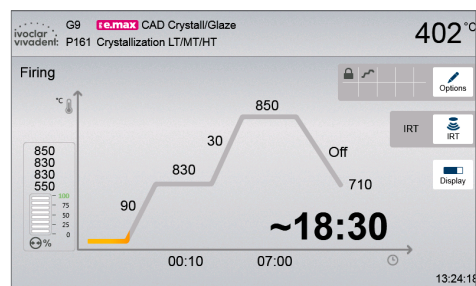 ivoclar vivadent:
G9 IPS e.max CAD Crystall/Glaze
P161 Crystallization LT/MT/HT
402°C
Firing
Options
°C
850
30
830
Off
710
90
IRT
IRT
Display
850
830
830
550
100
75
50
25
0
%
~18:30
00:10
07:00
13:24:18